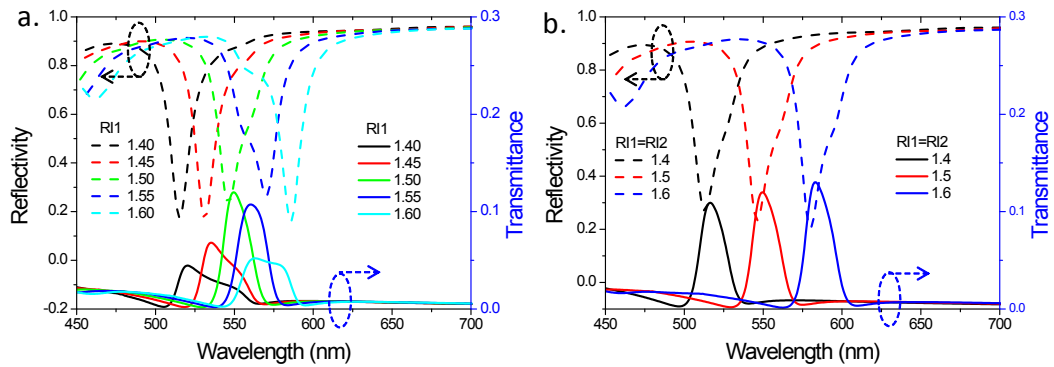 a.
1.0
0.8
0.6
0.4
0.2
0.0
-0.2
Reflectivity
0.3
0.2
0.1
0.0
Transmittance
RI1
1.40
1.45
1.50
1.55
1.60
RI1
1.40
1.45
1.50
1.55
1.60
450 500 550 600 650 700
Wavelength (nm)
b.
1.0
0.8
0.6
0.4
0.2
0.0
Reflectivity
0.3
0.2
0.1
0.0
Transmittance
RI1=RI2
1.4
1.5
1.6
RI1=RI2
1.4
1.5
1.6
450 500 550 600 650 700
Wavelength (nm)